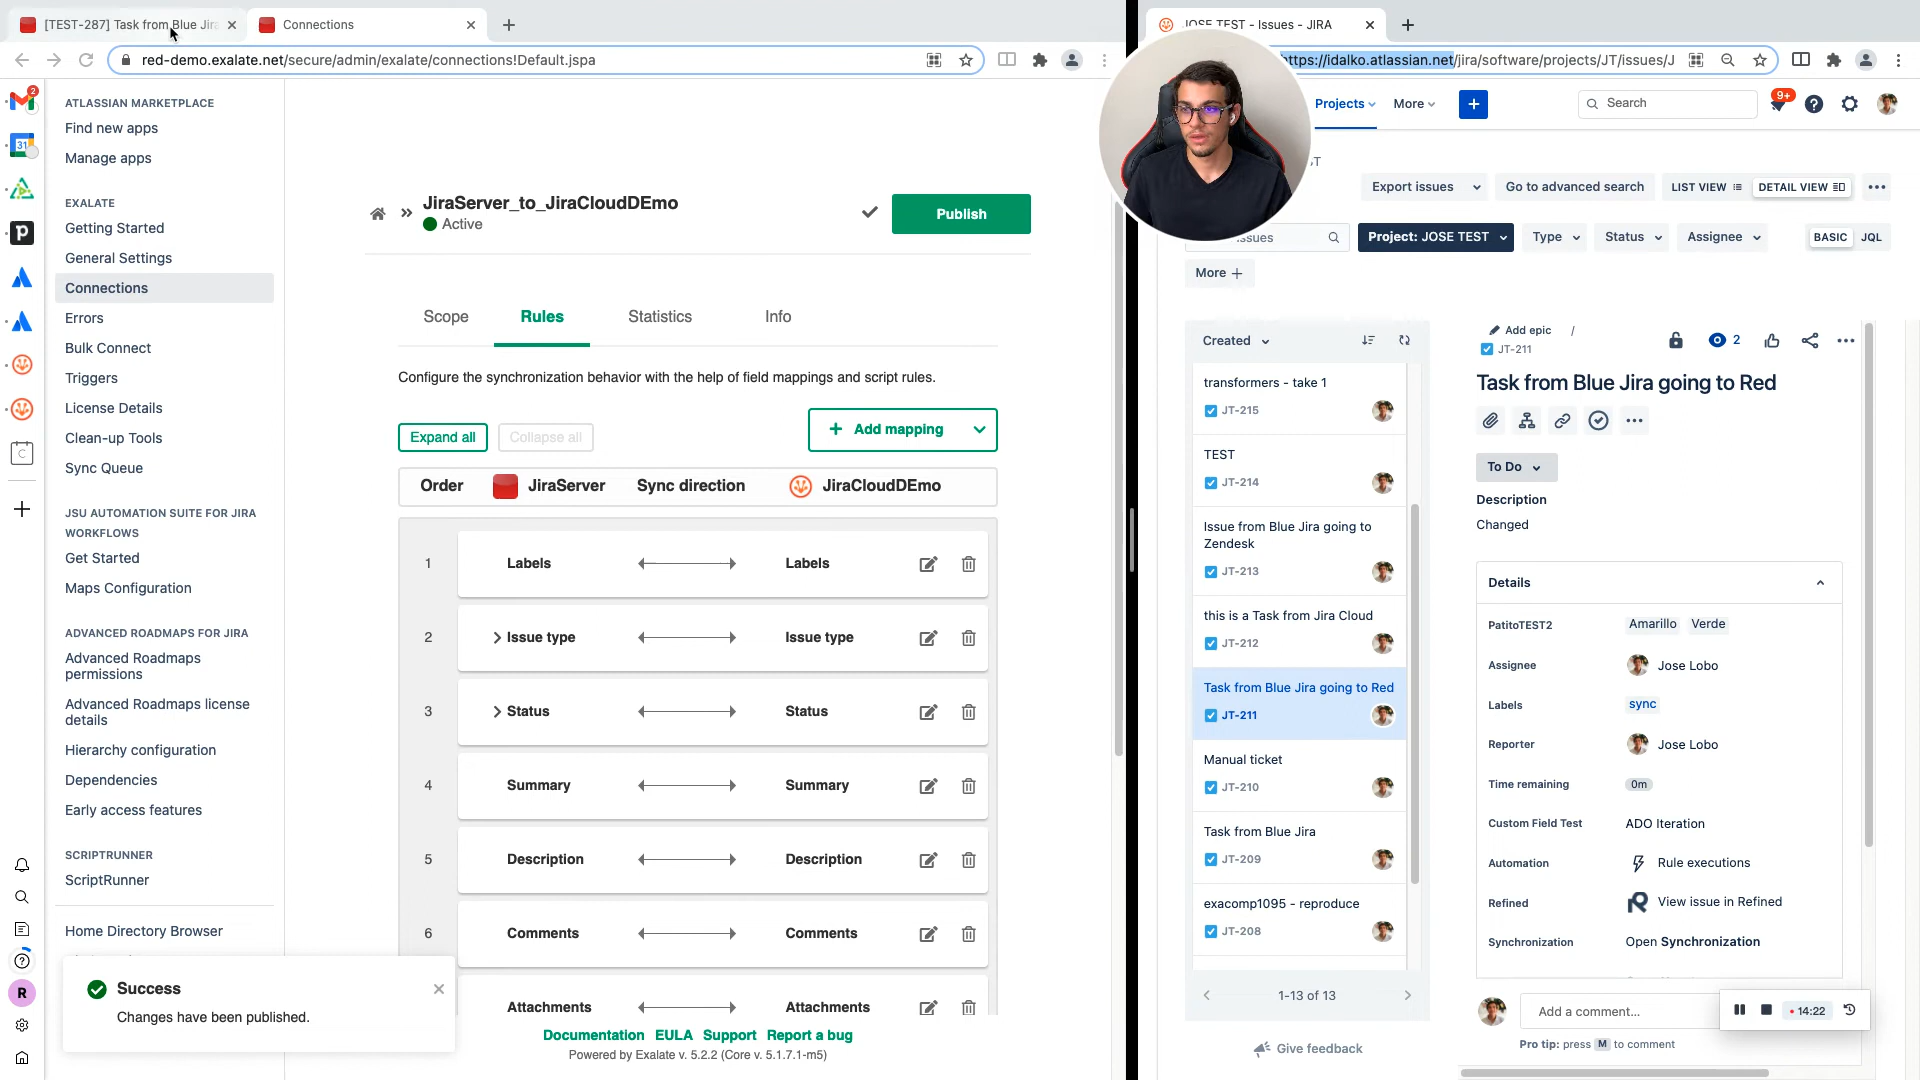 [TEST-287] Task from Blue Jira
Connections
red-demo.exalate.net/secure/admin/exalate/connections!Default.jspa
2
31
ATLASSIAN MARKETPLACE
Find new apps
Manage apps
EXALATE
Getting Started
General Settings
Connections
Errors
Bulk Connect
Triggers
License Details
Clean-up Tools
Sync Queue
JSU AUTOMATION SUITE FOR JIRA
WORKFLOWS
Get Started
Maps Configuration
ADVANCED ROADMAPS FOR JIRA
Advanced Roadmaps
permissions
Advanced Roadmaps license
details
Hierarchy configuration
Dependencies
Early access features
SCRIPTRUNNER
ScriptRunner
Home Directory Browser
R
Success
Changes have been published.
JiraServer_to_JiraCloudDEmo
Active
Publish
Scope
Rules
Statistics
Info
Configure the synchronization behavior with the help of field mappings and script rules.
Expand all
Collapse all
Add mapping
Order
JiraServer
Sync direction
JiraCloudDEmo
1 Labels Labels
2 Issue type Issue type
3 Status Status
4 Summary Summary
5 Description Description
6 Comments Comments
Attachments Attachments
Documentation EULA Support Report a bug
Powered by Exalate v. 5.2.2 (Core v. 5.1.7.1-m5)
JOSE TEST - Issues - JIRA
https://idalko.atlassian.net/jira/software/projects/JT/issues/J
Projects
More
Search
9+
Export issues
Go to advanced search
LIST VIEW
DETAIL VIEW
Project: JOSE TEST
Type
Status
Assignee
BASIC
JQL
More +
Created
transformers - take 1
JT-215
TEST
JT-214
Issue from Blue Jira going to
Zendesk
JT-213
this is a Task from Jira Cloud
JT-212
Task from Blue Jira going to Red
JT-211
Manual ticket
JT-210
Task from Blue Jira
JT-209
exacomp1095 - reproduce
JT-208
1-13 of 13
Give feedback
Add epic /
JT-211
2
Task from Blue Jira going to Red
To Do
Description
Changed
Details
PatitoTEST2 Amarillo Verde
Assignee Jose Lobo
Labels sync
Reporter Jose Lobo
Time remaining 0m
Custom Field Test ADO Iteration
Automation Rule executions
Refined View issue in Refined
Synchronization Open Synchronization
Add a comment...
14:22
Pro tip: press M to comment